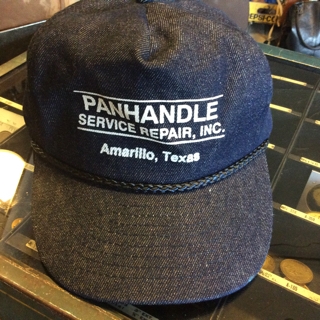 PANHANDLE
SERVICE REPAIR, INC.
Amarillo, Texas